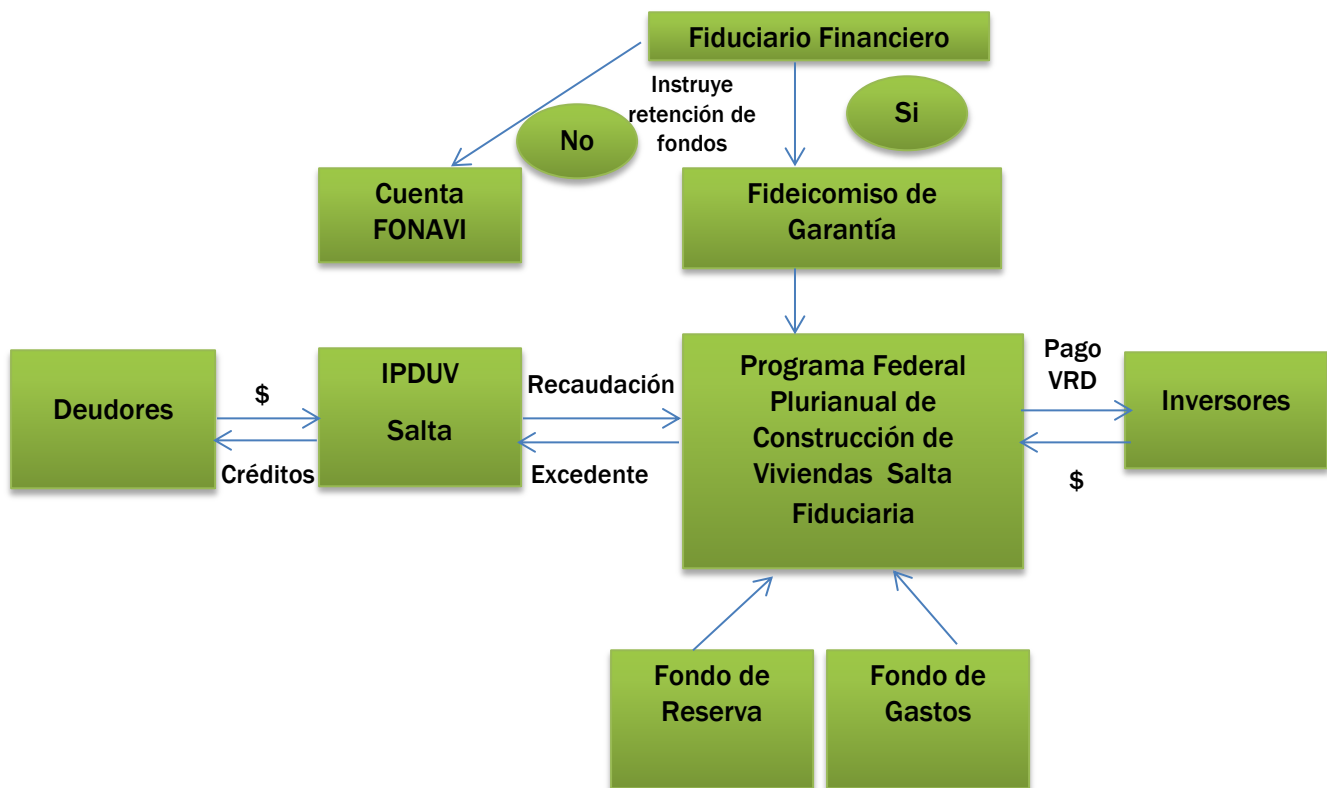 Fiduciario Financiero
Instruye
retención de
fondos
No
Si
Cuenta
FONAVI
Fideicomiso de
Garantía
Deudores
$
Créditos
IPDUV
Salta
Recaudación
Excedente
Programa Federal
Plurianual de
Construcción de
Viviendas Salta
Fiduciaria
Pago
VRD
$
Inversores
Fondo de
Reserva
Fondo de
Gastos